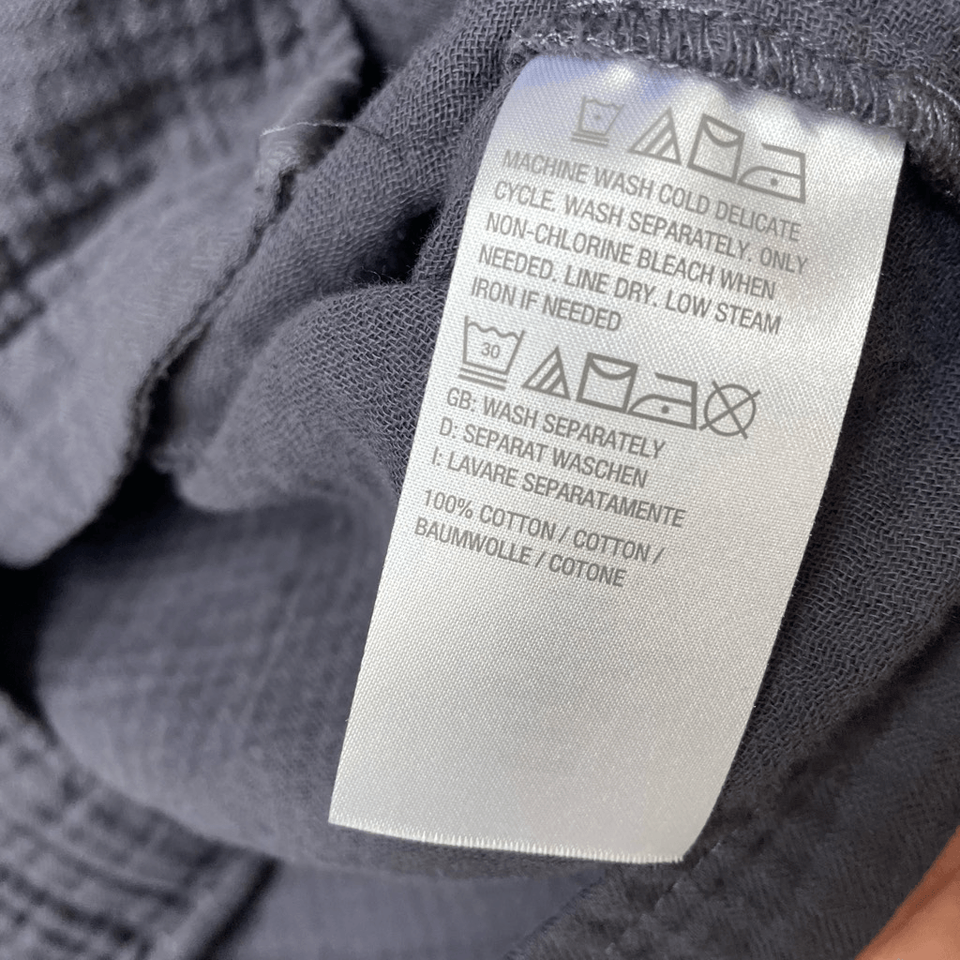 MACHINE WASH COLD DELICATE
CYCLE. WASH SEPARATELY. ONLY
NON-CHLORINE BLEACH WHEN
NEEDED. LINE DRY. LOW STEAM
IRON IF NEEDED
30
GB: WASH SEPARATELY
D: SEPARAT WASCHEN
I: LAVARE SEPARATAMENTE
100% COTTON / COTTON /
BAUMWOLLE / COTONE